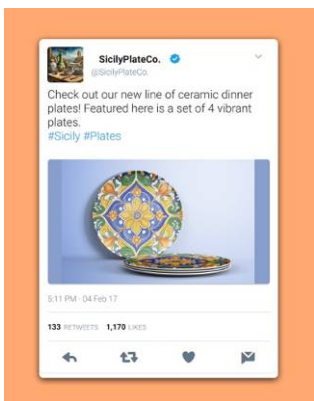 SicilyPlateCo.
@SicilyPlateCo.
Check out our new line of ceramic dinner
plates! Featured here is a set of 4 vibrant
plates.
#Sicily #Plates
5:11 PM - 04 Feb 17
133 RETWEETS 1,170 LIKES